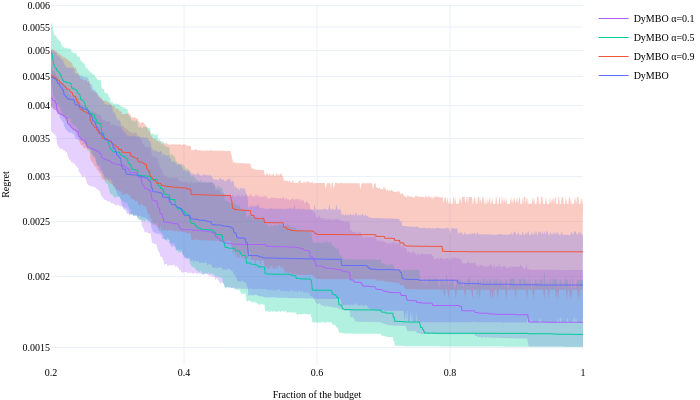 0.006
0.0055
0.005
0.0045
0.004
0.0035
0.003
0.0025
0.002
0.0015
Regret
0.2
0.4
0.6
0.8
1
Fraction of the budget
DyMBO α=0.1
DyMBO α=0.5
DyMBO α=0.9
DyMBO